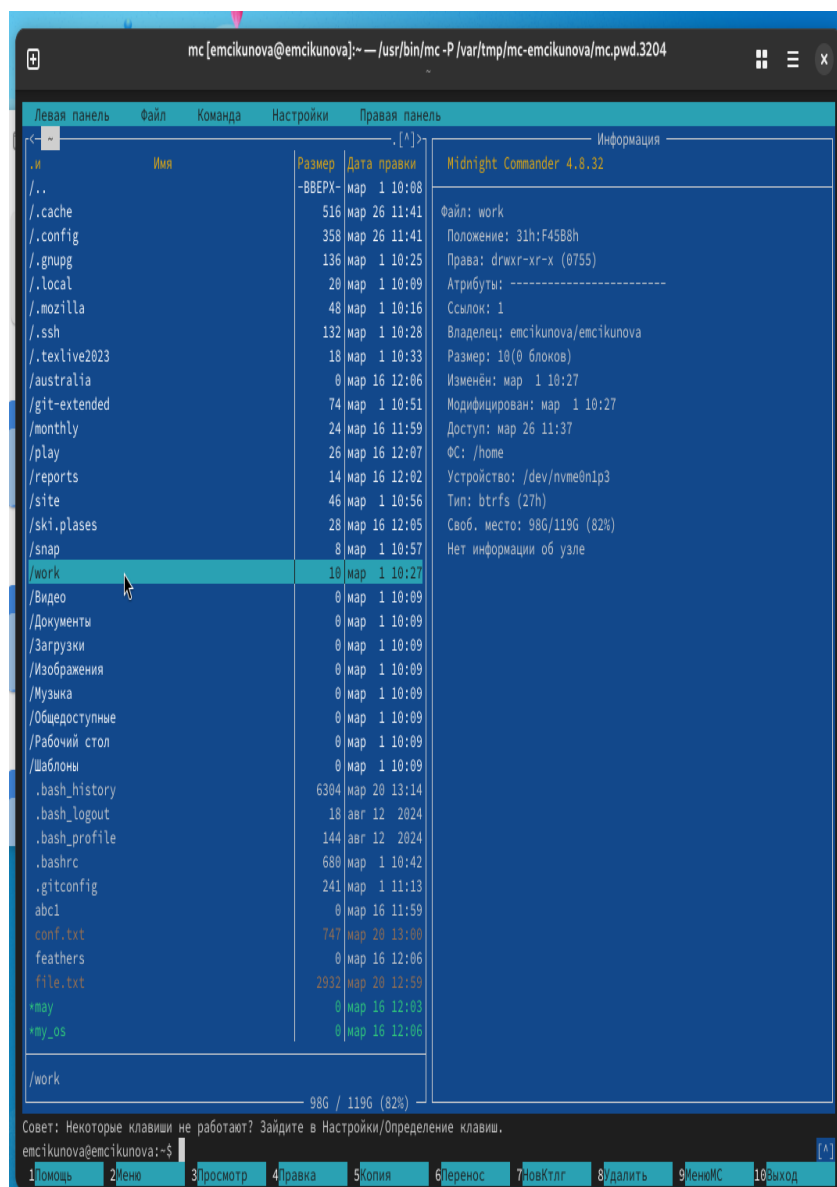 mc [emcikunova@emcikunova]:~ — /usr/bin/mc -P /var/tmp/mc-emcikunova/mc.pwd.3204
~
Левая панель Файл Команда Настройки Правая панель
<- ~ .[^]>
.и Имя Размер Дата правки
/.. -ВВЕРХ- мар 1 10:08
/.cache 516 мар 26 11:41
/.config 358 мар 26 11:41
/.gnupg 136 мар 1 10:25
/.local 20 мар 1 10:09
/.mozilla 48 мар 1 10:16
/.ssh 132 мар 1 10:28
/.texlive2023 18 мар 1 10:33
/australia 0 мар 16 12:06
/git-extended 74 мар 1 10:51
/monthly 24 мар 16 11:59
/play 26 мар 16 12:07
/reports 14 мар 16 12:02
/site 46 мар 1 10:56
/ski.plases 28 мар 16 12:05
/snap 8 мар 1 10:57
/work 10 мар 1 10:27
/Видео 0 мар 1 10:09
/Документы 0 мар 1 10:09
/Загрузки 0 мар 1 10:09
/Изображения 0 мар 1 10:09
/Музыка 0 мар 1 10:09
/Общедоступные 0 мар 1 10:09
/Рабочий стол 0 мар 1 10:09
/Шаблоны 0 мар 1 10:09
.bash_history 6304 мар 20 13:14
.bash_logout 18 авг 12 2024
.bash_profile 144 авг 12 2024
.bashrc 680 мар 1 10:42
.gitconfig 241 мар 1 11:13
abc1 0 мар 16 11:59
conf.txt 747 мар 20 13:00
feathers 0 мар 16 12:06
file.txt 2932 мар 20 12:59
*may 0 мар 16 12:03
*my_os 0 мар 16 12:06
/work
98G / 119G (82%)
Информация
Midnight Commander 4.8.32
Файл: work
Положение: 31h:F45B8h
Права: drwxr-xr-x (0755)
Атрибуты: -------------------------
Ссылок: 1
Владелец: emcikunova/emcikunova
Размер: 10(0 блоков)
Изменён: мар 1 10:27
Модифицирован: мар 1 10:27
Доступ: мар 26 11:37
ФС: /home
Устройство: /dev/nvme0n1p3
Тип: btrfs (27h)
Своб. место: 98G/119G (82%)
Нет информации об узле
Совет: Некоторые клавиши не работают? Зайдите в Настройки/Определение клавиш.
emcikunova@emcikunova:~$ [^]
1Помощь 2Меню 3Просмотр 4Правка 5Копия 6Перенос 7НовКтлг 8Удалить 9МенюМС 10Выход